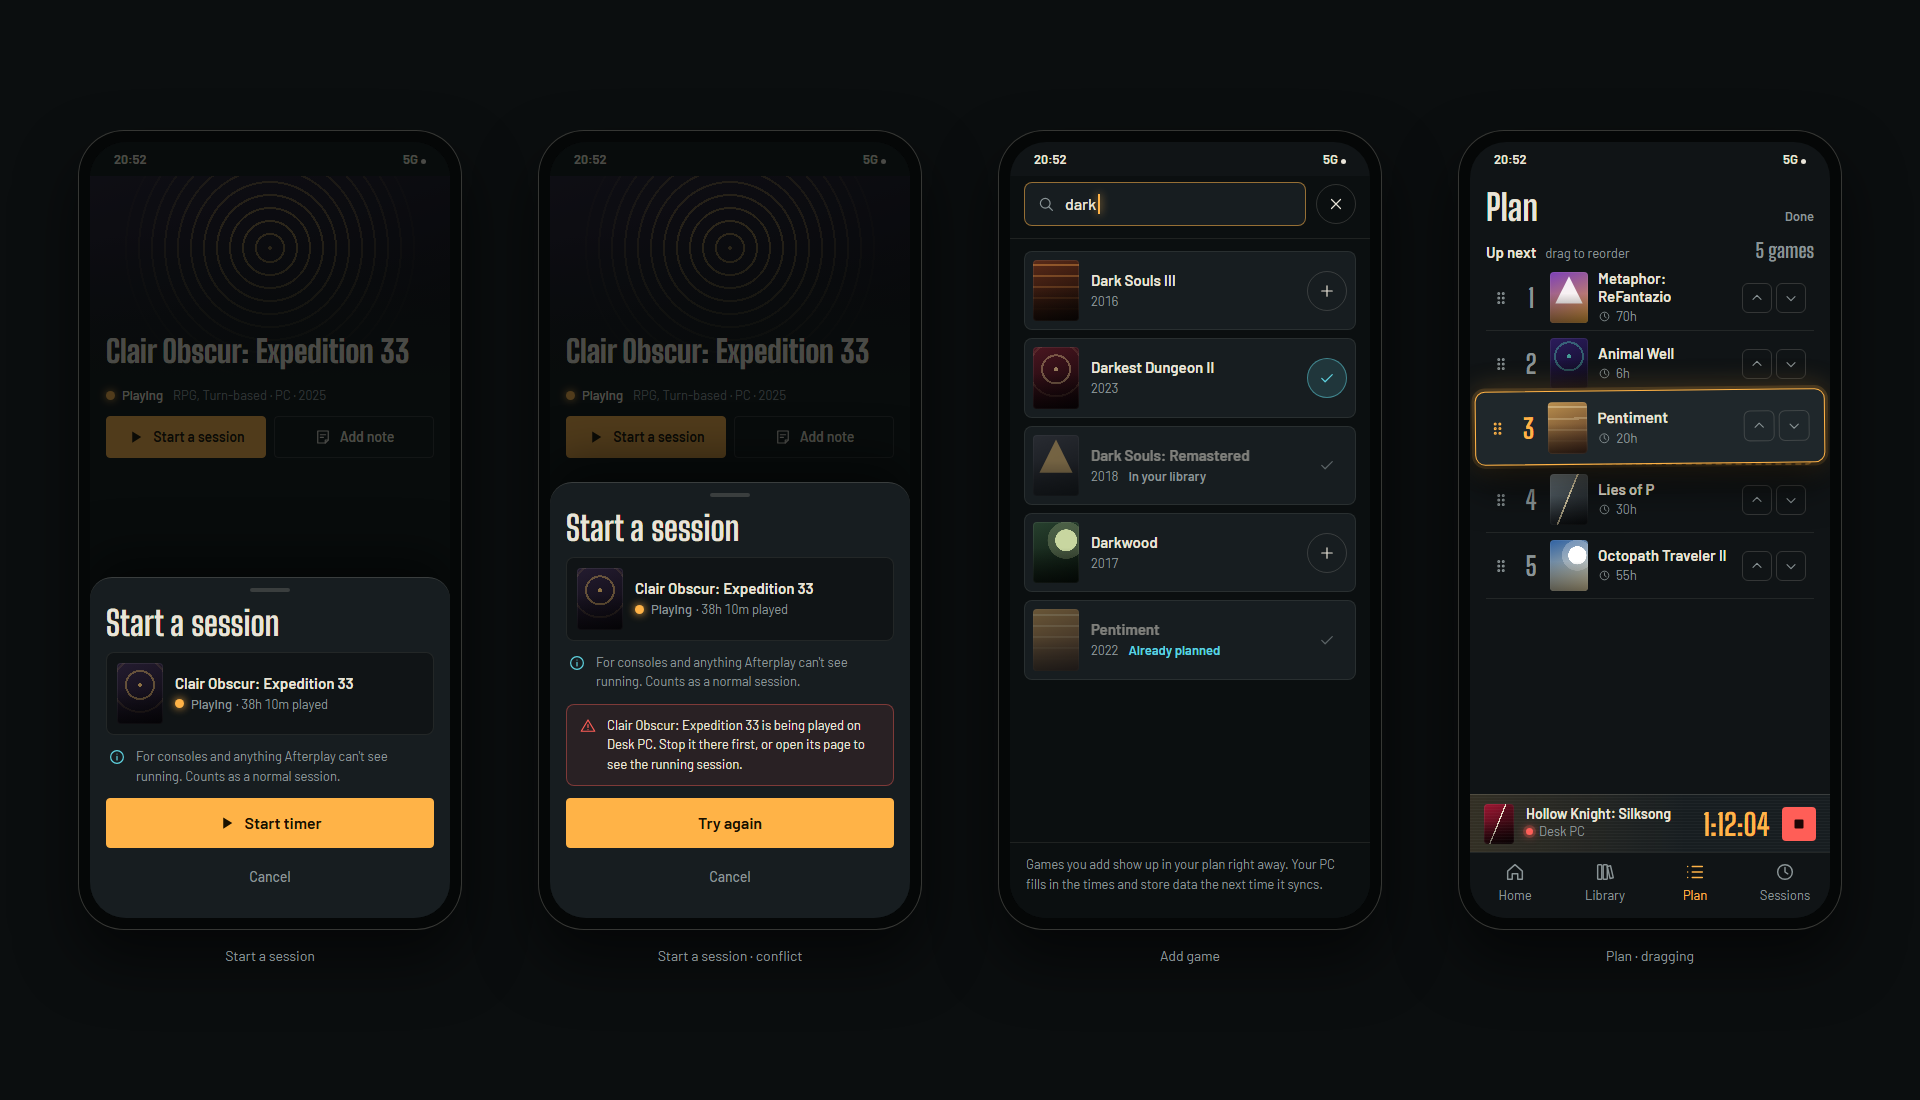 20:52
5G
Clair Obscur: Expedition 33
Playing RPG, Turn-based · PC · 2025
Start a session
Add note
Start a session
Clair Obscur: Expedition 33
Playing · 38h 10m played
For consoles and anything Afterplay can't see
running. Counts as a normal session.
Start timer
Cancel
Start a session
20:52
5G
Clair Obscur: Expedition 33
Playing RPG, Turn-based · PC · 2025
Start a session
Add note
Start a session
Clair Obscur: Expedition 33
Playing · 38h 10m played
For consoles and anything Afterplay can't see
running. Counts as a normal session.
Clair Obscur: Expedition 33 is being played on
Desk PC. Stop it there first, or open its page to
see the running session.
Try again
Cancel
Start a session · conflict
20:52
5G
dark
Dark Souls III
2016
Darkest Dungeon II
2023
Dark Souls: Remastered
2018 In your library
Darkwood
2017
Pentiment
2022 Already planned
Games you add show up in your plan right away. Your PC
fills in the times and store data the next time it syncs.
Add game
20:52
5G
Plan
Done
Up next drag to reorder
5 games
1
Metaphor:
ReFantazio
70h
2
Animal Well
6h
3
Pentiment
20h
4
Lies of P
30h
5
Octopath Traveler II
55h
Hollow Knight: Silksong
Desk PC
1:12:04
Home
Library
Plan
Sessions
Plan · dragging